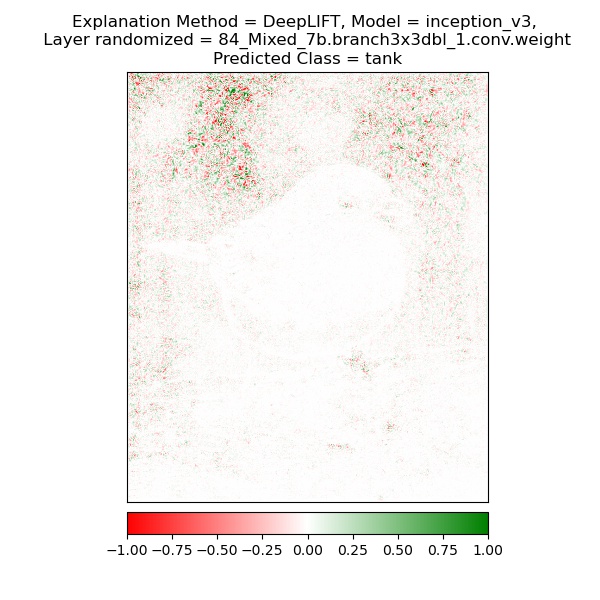 Explanation Method = DeepLIFT, Model = inception_v3,
Layer randomized = 84_Mixed_7b.branch3x3dbl_1.conv.weight
Predicted Class = tank
−1.00 −0.75 −0.50 −0.25 0.00 0.25 0.50 0.75 1.00